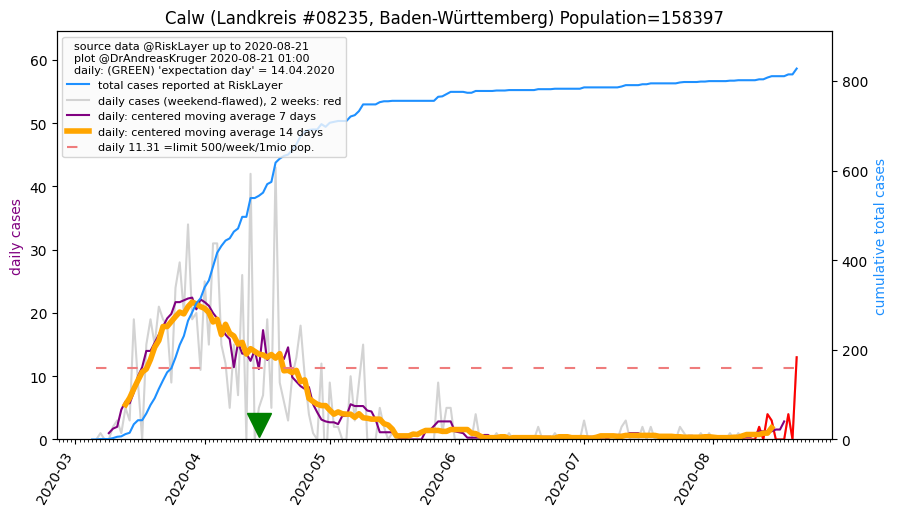 Calw (Landkreis #08235, Baden-Württemberg) Population=158397
source data @RiskLayer up to 2020-08-21
plot @DrAndreasKruger 2020-08-21 01:00
daily: (GREEN) 'expectation day' = 14.04.2020
total cases reported at RiskLayer
daily cases (weekend-flawed), 2 weeks: red
daily: centered moving average 7 days
daily: centered moving average 14 days
daily 11.31 =limit 500/week/1mio pop.
daily cases
60
50
40
30
20
10
0
cumulative total cases
800
600
400
200
0
2020-03
2020-04
2020-05
2020-06
2020-07
2020-08